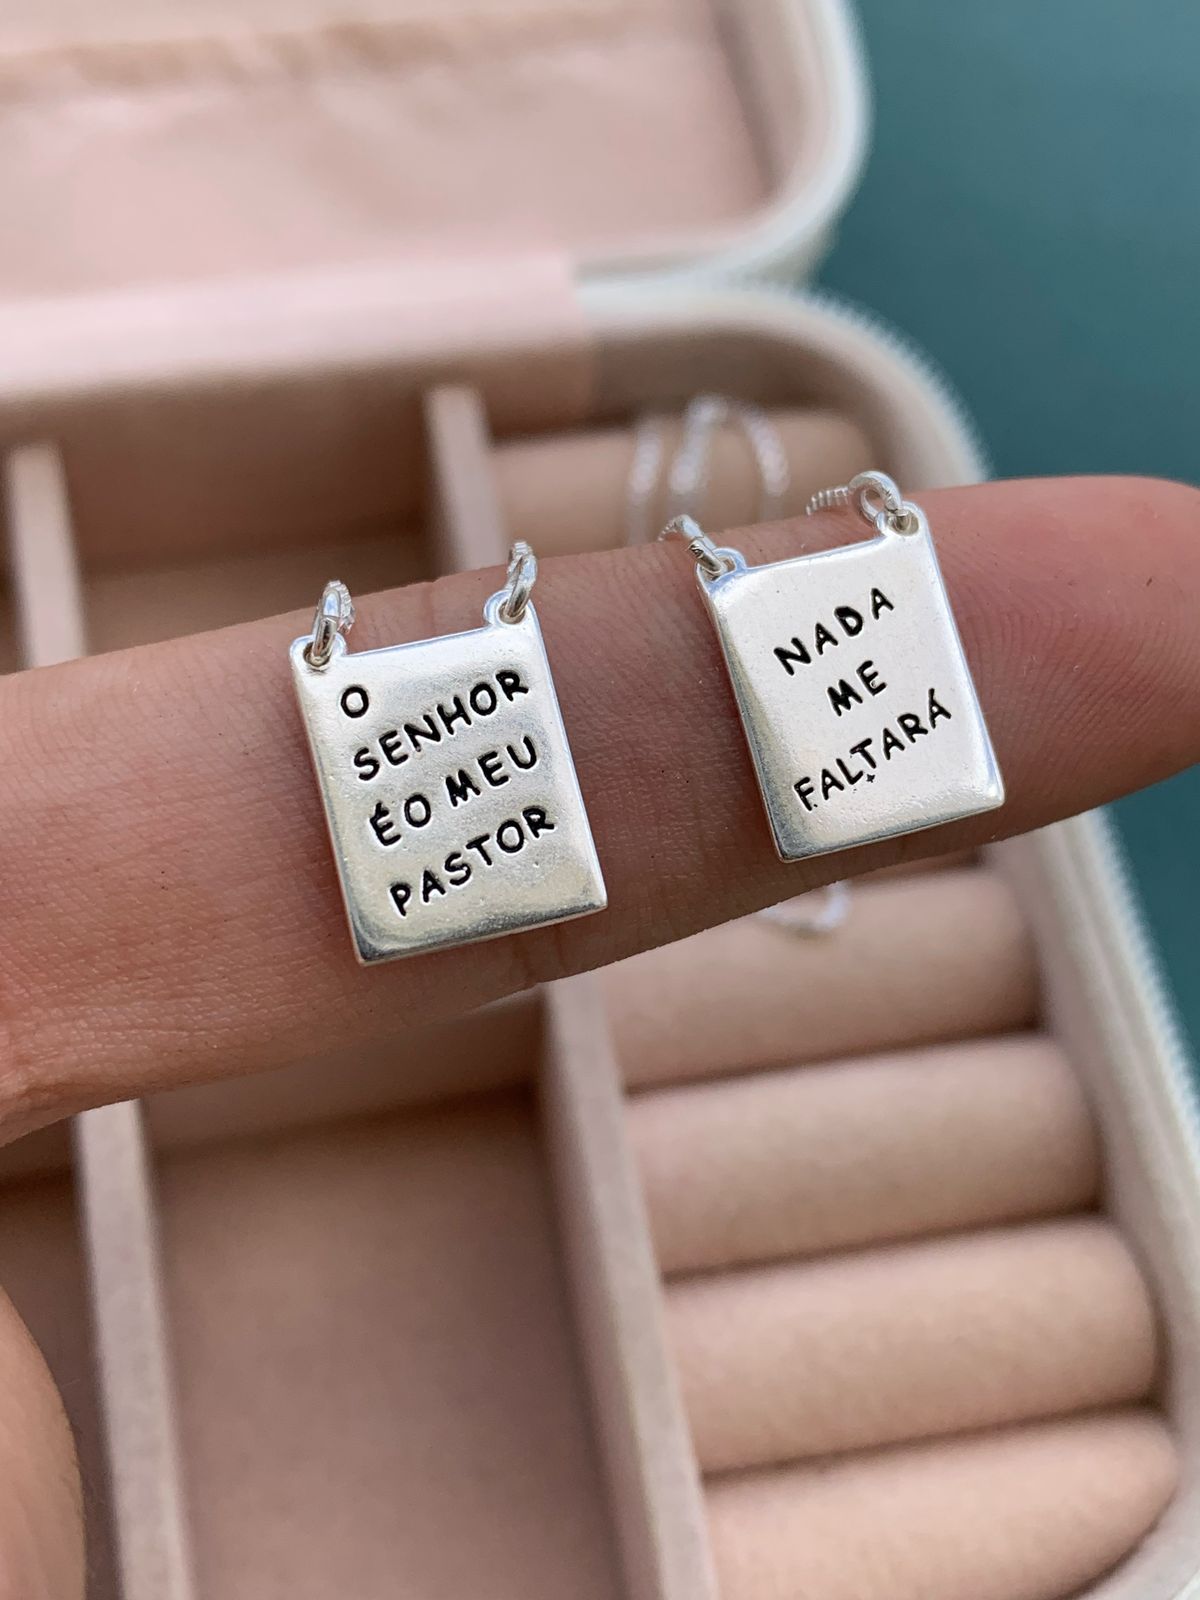 O
SENHOR
É O MEU
PASTOR
NADA
ME
FALTARÁ